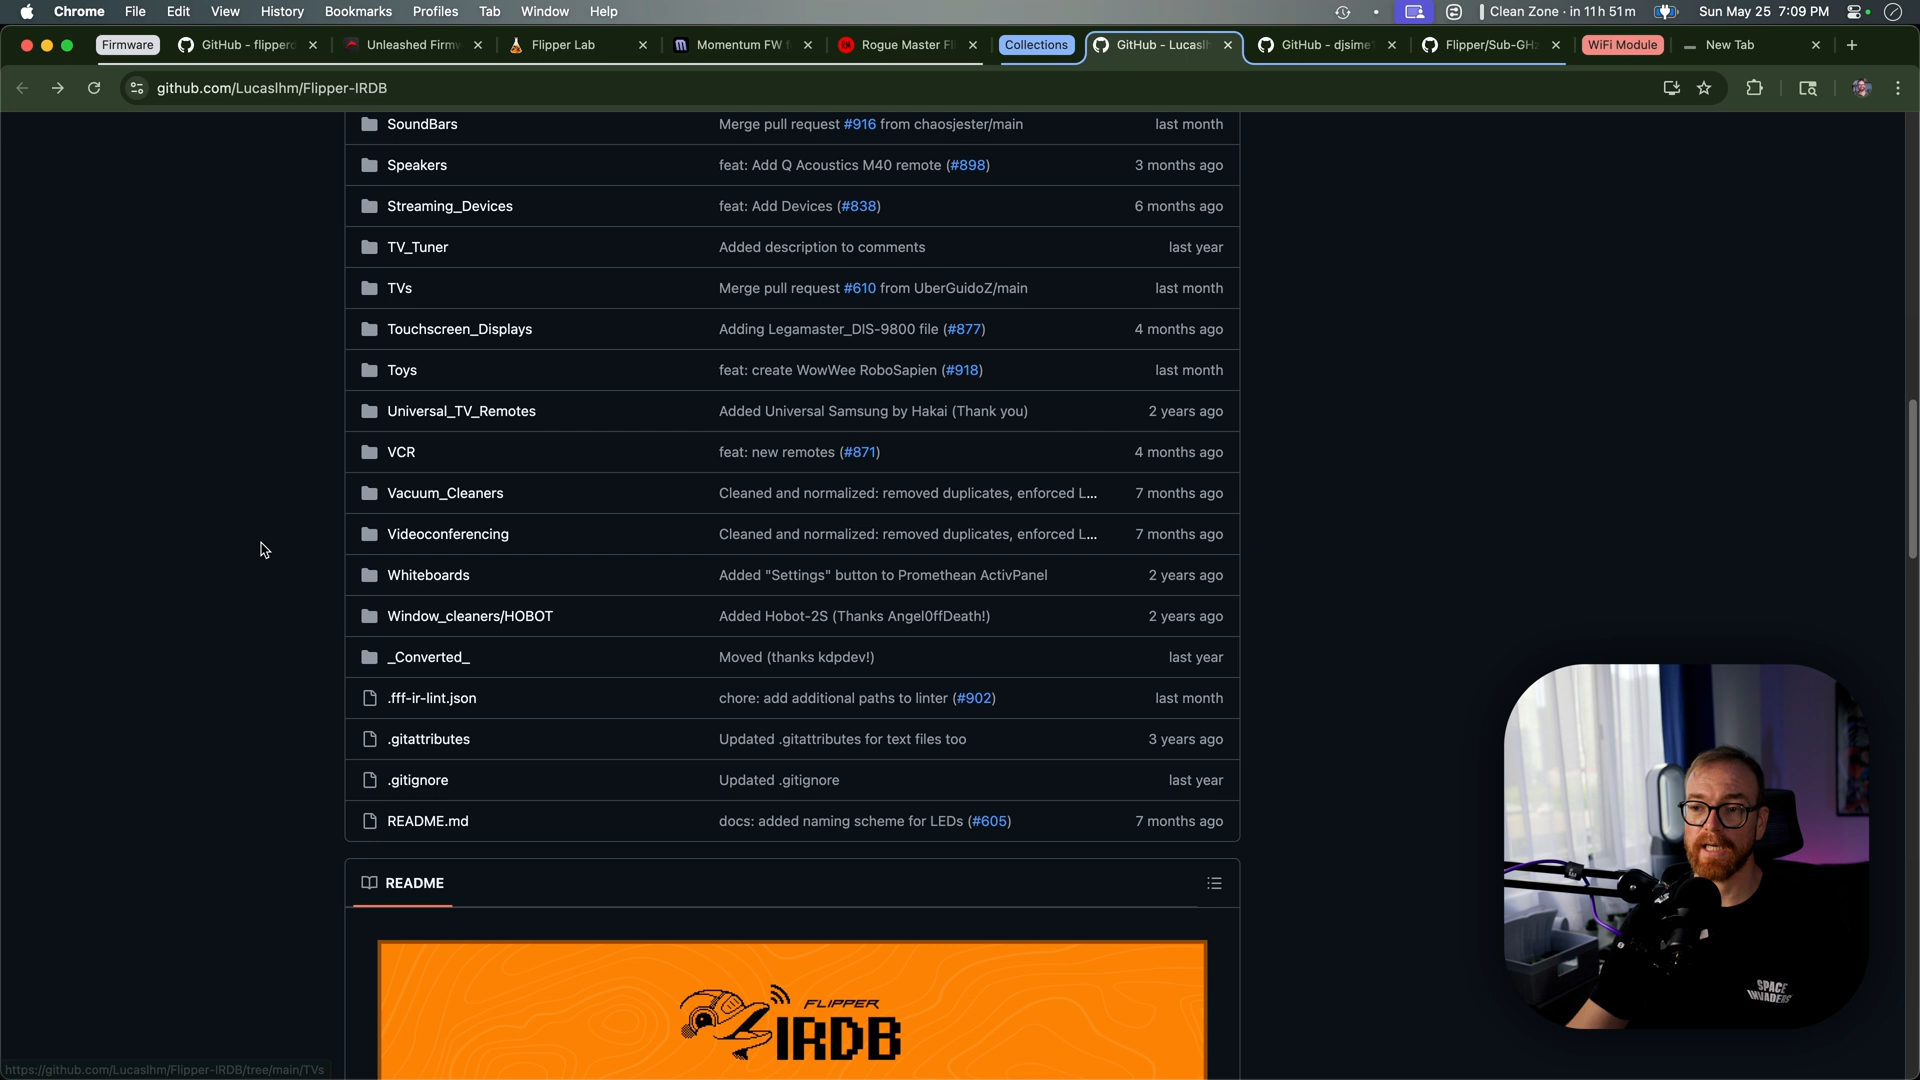 Chrome File Edit View History Bookmarks Profiles Tab Window Help
Clean Zone · in 11 h 51 m Sun May 25 7:09 PM
Firmware GitHub - flipperd Unleashed Firmw Flipper Lab Momentum FW f Rogue Master Fl Collections GitHub - Lucaslh GitHub - djsime1 Flipper/Sub-GHz WiFi Module New Tab
github.com/Lucaslhm/Flipper-IRDB
SoundBars Merge pull request #916 from chaosjester/main last month
Speakers feat: Add Q Acoustics M40 remote (#898) 3 months ago
Streaming_Devices feat: Add Devices (#838) 6 months ago
TV_Tuner Added description to comments last year
TVs Merge pull request #610 from UberGuidoZ/main last month
Touchscreen_Displays Adding Legamaster_DIS-9800 file (#877) 4 months ago
Toys feat: create WowWee RoboSapien (#918) last month
Universal_TV_Remotes Added Universal Samsung by Hakai (Thank you) 2 years ago
VCR feat: new remotes (#871) 4 months ago
Vacuum_Cleaners Cleaned and normalized: removed duplicates, enforced L... 7 months ago
Videoconferencing Cleaned and normalized: removed duplicates, enforced L... 7 months ago
Whiteboards Added "Settings" button to Promethean ActivPanel 2 years ago
Window_cleaners/HOBOT Added Hobot-2S (Thanks Angel0ffDeath!) 2 years ago
_Converted_ Moved (thanks kdpdev!) last year
.fff-ir-lint.json chore: add additional paths to linter (#902) last month
.gitattributes Updated .gitattributes for text files too 3 years ago
.gitignore Updated .gitignore last year
README.md docs: added naming scheme for LEDs (#605) 7 months ago
README
FLIPPER
IRDB
SPACE
INVADERS
https://github.com/Lucaslhm/Flipper-IRDB/tree/main/TVs